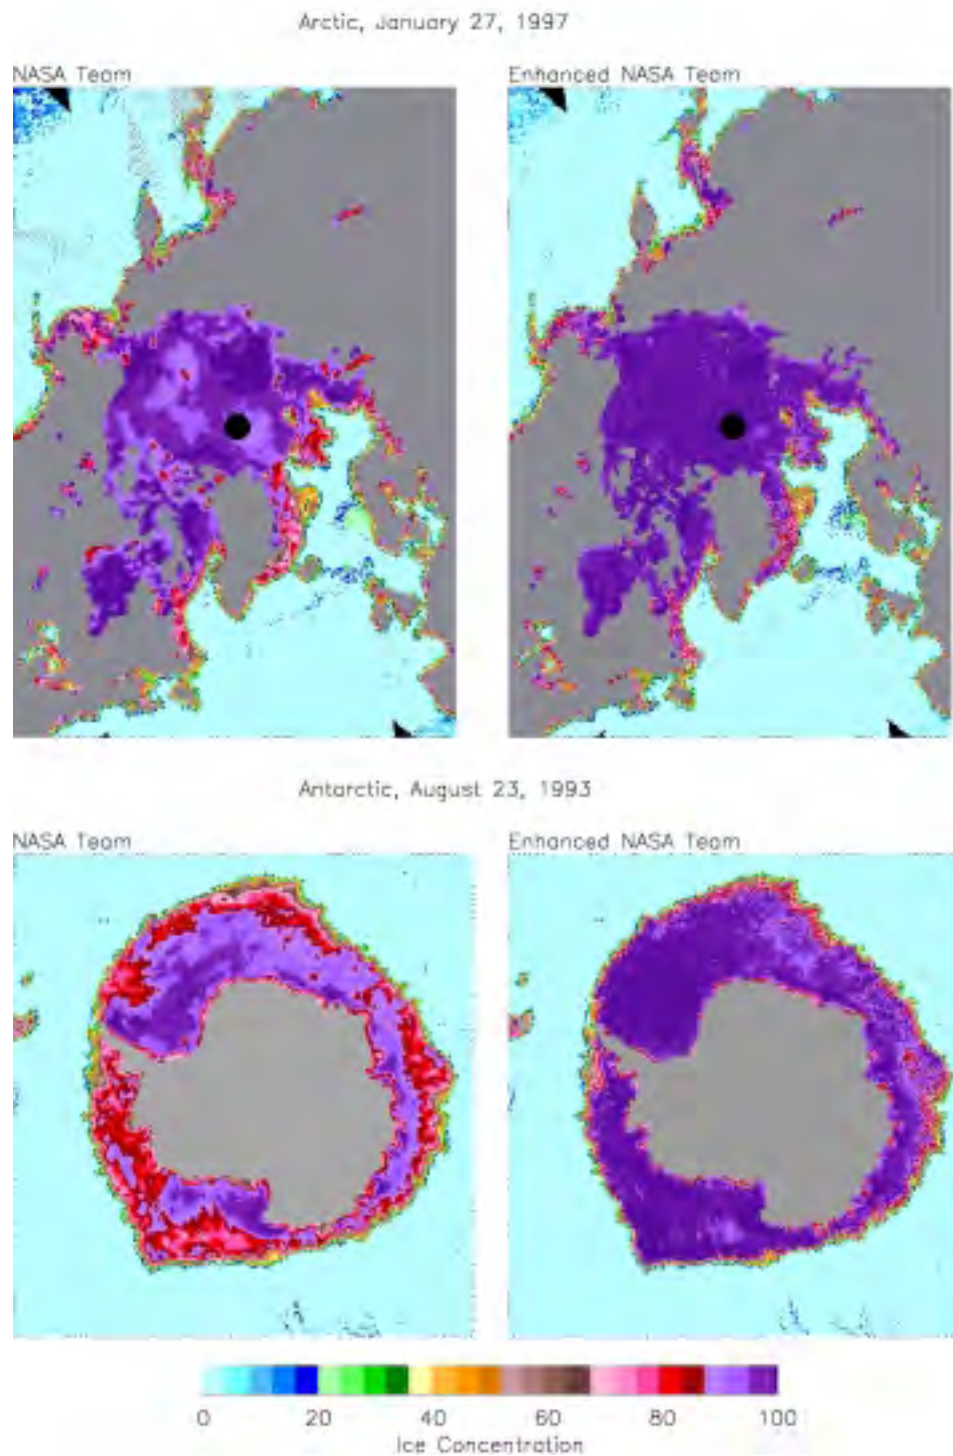 Arctic, January 27, 1997
NASA Team
Enhanced NASA Team
Antarctic, August 23, 1993
NASA Team
Enhanced NASA Team
0 20 40 60 80 100
Ice Concentration